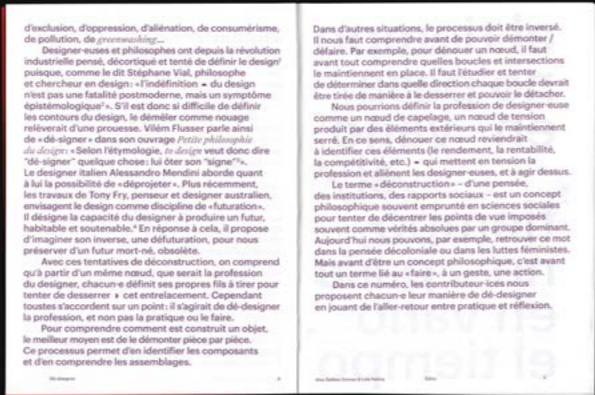 d'exclusion, d'oppression, d'aliénation, de consumérisme,
de pollution, de greenwashing...
Designer·euses et philosophes ont depuis la révolution
industrielle pensé, décortiqué et tenté de définir le design¹
puisque, comme le dit Stéphane Vial, philosophe
et chercheur en design : « l'indéfinition du design
n'est pas une fatalité postmoderne, mais un symptôme
épistémologique² ». S'il est donc si difficile de définir
les contours du design, le démêler comme nouage
relèverait d'une prouesse. Vilém Flusser parle ainsi
de « dé-signer » dans son ouvrage Petite philosophie
du design : « Selon l'étymologie, to design veut donc dire
"dé-signer" quelque chose : lui ôter son "signe"³ ».
Le designer italien Alessandro Mendini aborde quant
à lui la possibilité de « déprojeter ». Plus récemment,
les travaux de Tony Fry, penseur et designer australien,
envisagent le design comme discipline de « futuration ».
Il désigne la capacité du designer à produire un futur,
habitable et soutenable.⁴ En réponse à cela, il propose
d'imaginer son inverse, une défuturation, pour nous
préserver d'un futur mort-né, obsolète.
Avec ces tentatives de déconstruction, on comprend
qu'à partir d'un même nœud, que serait la profession
du designer, chacun·e définit ses propres fils à tirer pour
tenter de desserrer cet entrelacement. Cependant
toustes s'accordent sur un point : il s'agirait de dé-designer
la profession, et non pas la pratique ou le faire.
Pour comprendre comment est construit un objet,
le meilleur moyen est de le démonter pièce par pièce.
Ce processus permet d'en identifier les composants
et d'en comprendre les assemblages.
Dans d'autres situations, le processus doit être inversé.
Il nous faut comprendre avant de pouvoir démonter /
défaire. Par exemple, pour dénouer un nœud, il faut
avant tout comprendre quelles boucles et intersections
le maintiennent en place. Il faut l'étudier et tenter
de déterminer dans quelle direction chaque boucle devrait
être tirée de manière à le desserrer et pouvoir le détacher.
Nous pourrions définir la profession de designer·euse
comme un nœud de capelage, un nœud de tension
produit par des éléments extérieurs qui le maintiennent
serré. En ce sens, dénouer ce nœud reviendrait
à identifier ces éléments (le rendement, la rentabilité,
la compétitivité, etc.) qui mettent en tension la
profession et aliènent les designer·euses, et à agir dessus.
Le terme « déconstruction » – d'une pensée,
des institutions, des rapports sociaux – est un concept
philosophique souvent emprunté en sciences sociales
pour tenter de décentrer les points de vue imposés
souvent comme vérités absolues par un groupe dominant.
Aujourd'hui nous pouvons, par exemple, retrouver ce mot
dans la pensée décoloniale ou dans les luttes féministes.
Mais avant d'être un concept philosophique, c'est avant
tout un terme lié au « faire », à un geste, une action.
Dans ce numéro, les contributeur·ices nous
proposent chacun·e leur manière de dé-designer
en jouant de l'aller-retour entre pratique et réflexion.